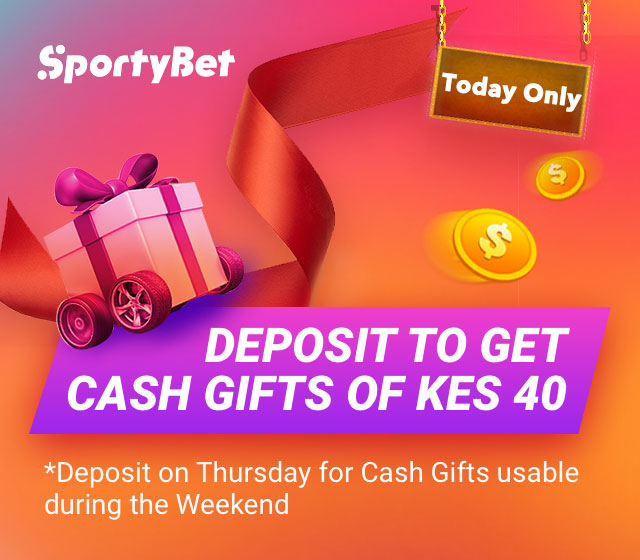 SportyBet
Today Only
DEPOSIT TO GET
CASH GIFTS OF KES 40
*Deposit on Thursday for Cash Gifts usable
during the Weekend